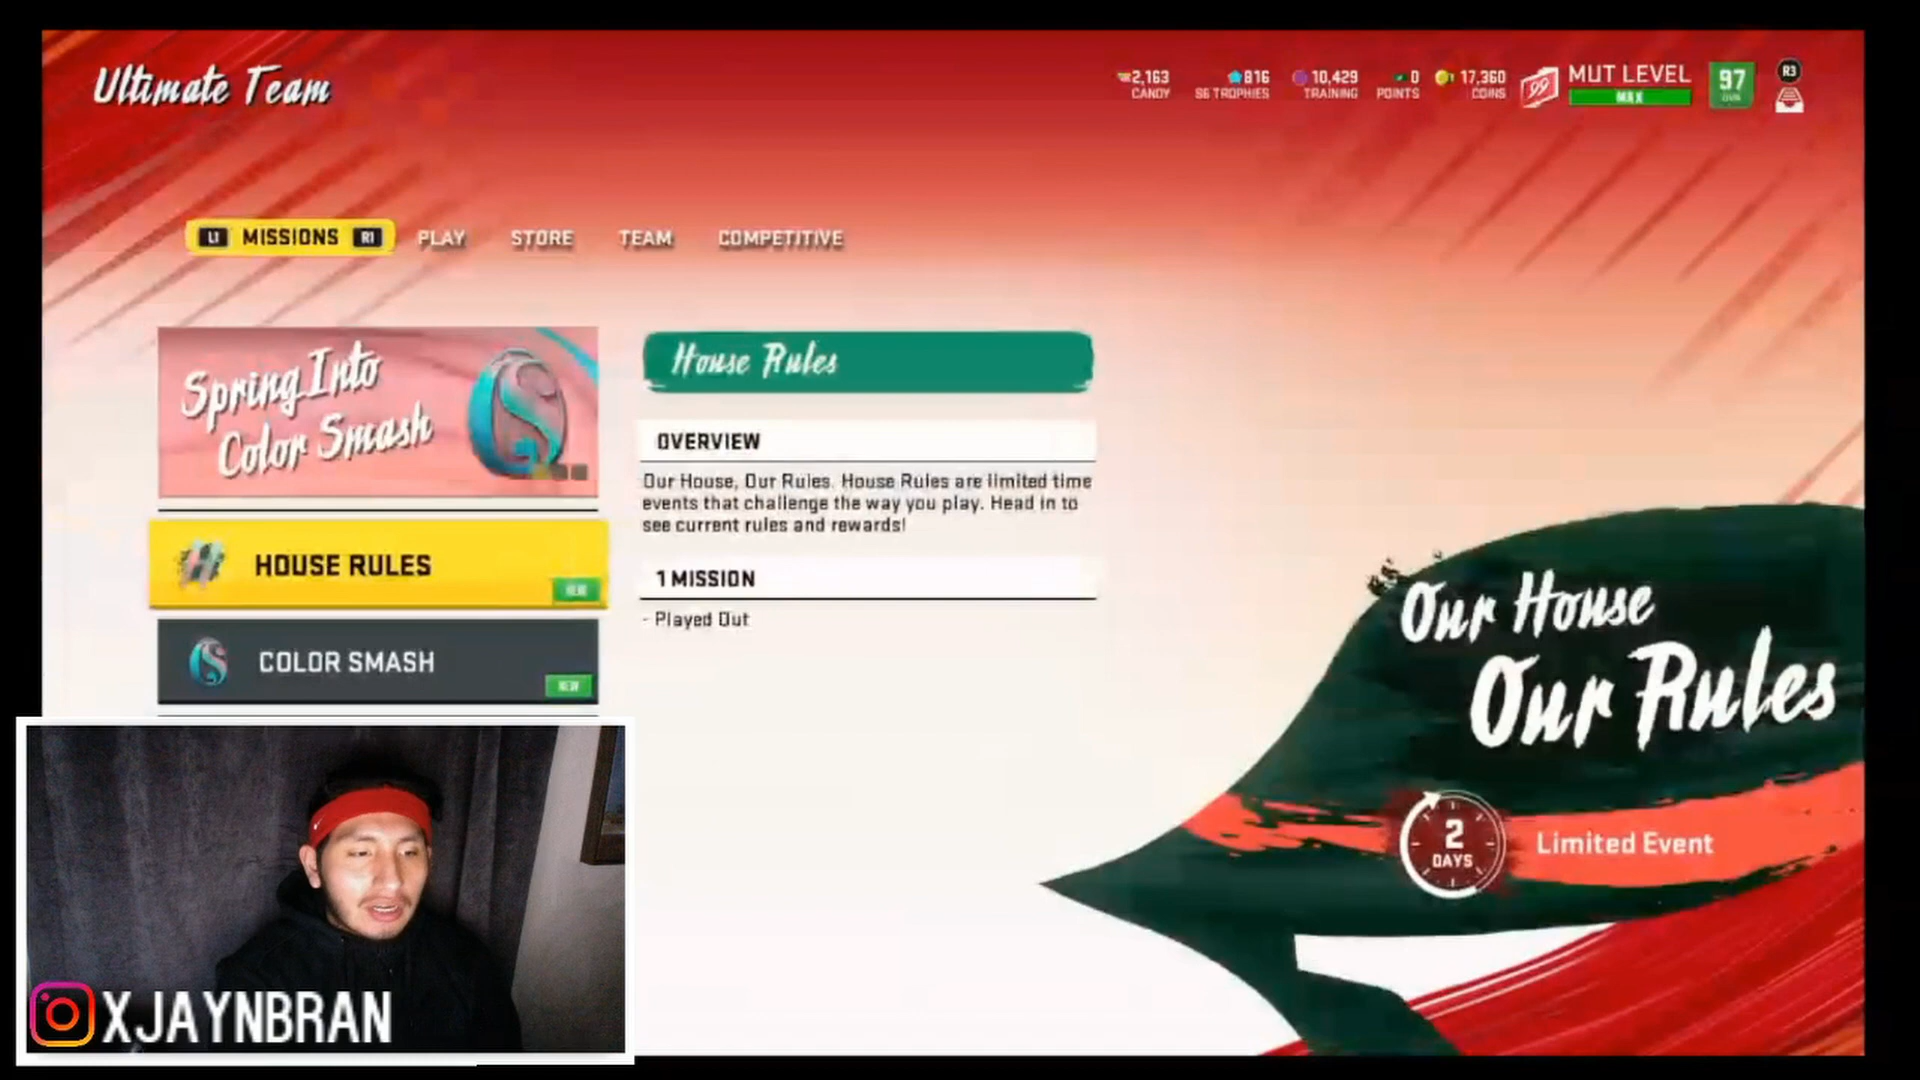 Ultimate Team
2,163
CANDY
816
S6 TROPHIES
10,429
TRAINING
0
POINTS
17,360
COINS
99
MUT LEVEL
MAX
97
OVR
R3
L1 MISSIONS R1 PLAY STORE TEAM COMPETITIVE
Spring Into
Color Smash
HOUSE RULES
NEW
COLOR SMASH
NEW
House Rules
OVERVIEW
Our House, Our Rules. House Rules are limited time
events that challenge the way you play. Head in to
see current rules and rewards!
1 MISSION
- Played Out
Our House
Our Rules
2
DAYS
Limited Event
XJAYNBRAN